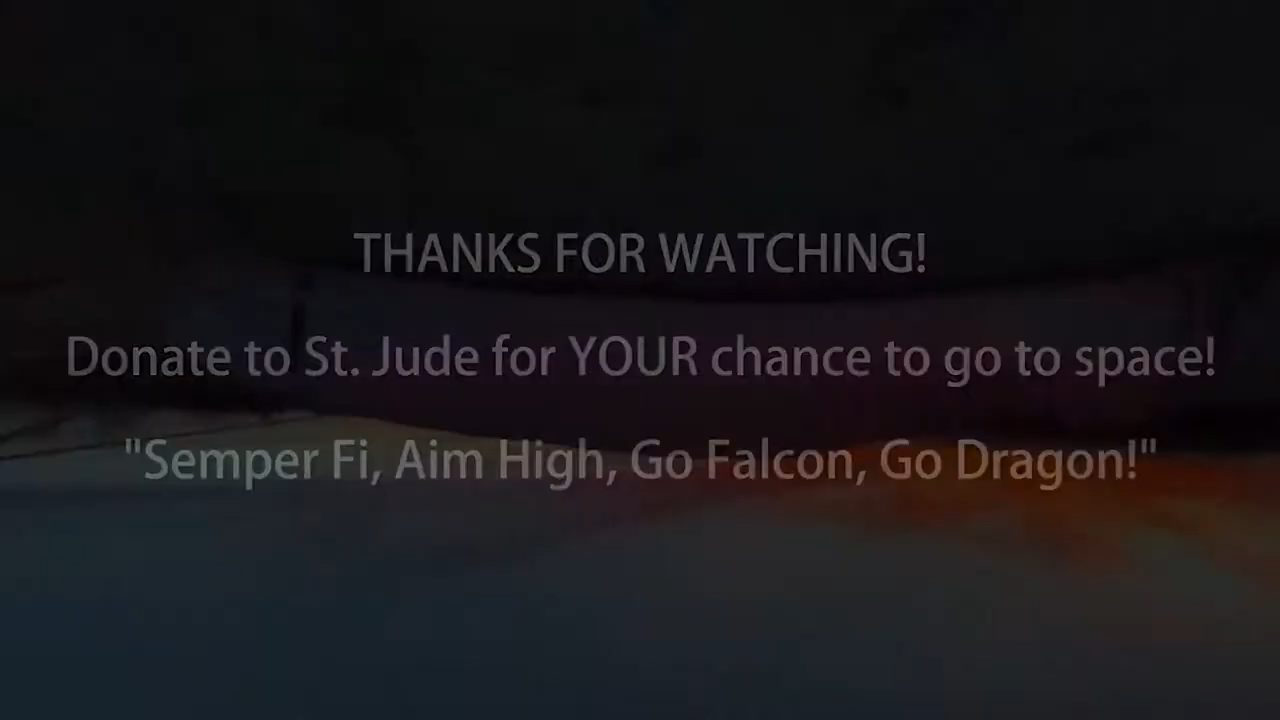 THANKS FOR WATCHING!
Donate to St. Jude for YOUR chance to go to space!
"Semper Fi, Aim High, Go Falcon, Go Dragon!"